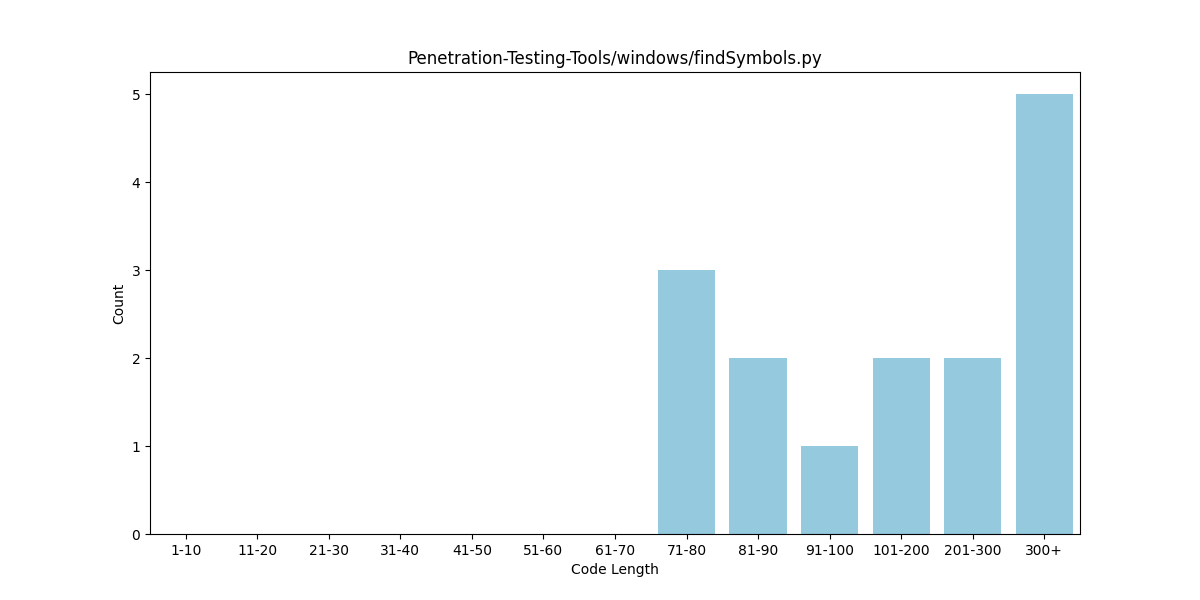 Penetration-Testing-Tools/windows/findSymbols.py
5
4
3
2
1
0
Count
1-10 11-20 21-30 31-40 41-50 51-60 61-70 71-80 81-90 91-100 101-200 201-300 300+
Code Length